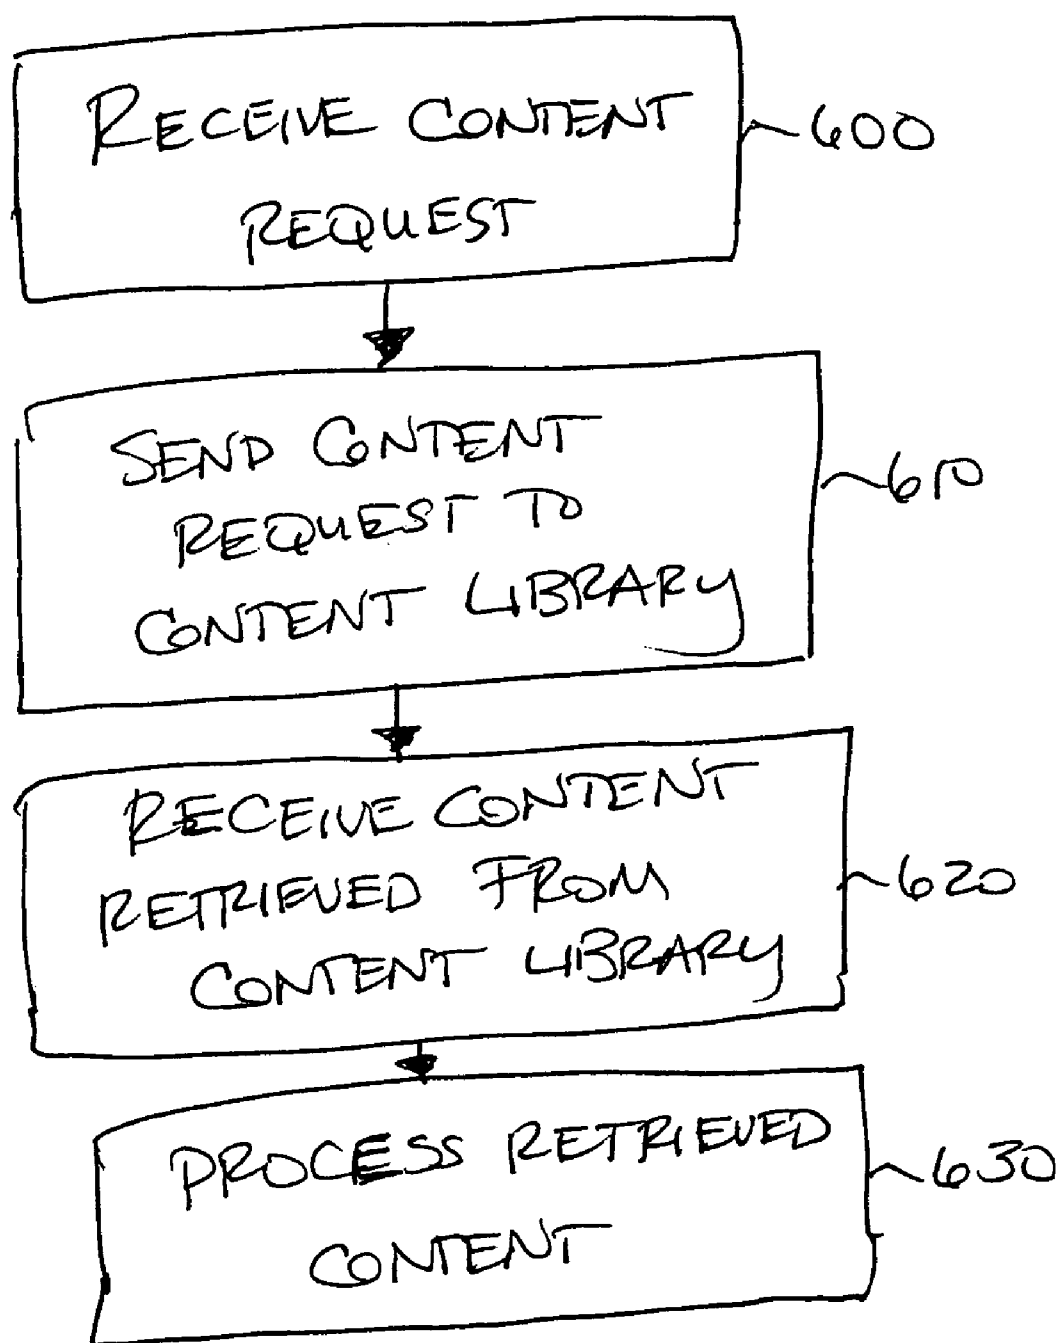 RECEIVE CONTENT
600
REQUEST
SEND CONTENT
REQUEST TO
610
CONTENT LIBRARY
RECEIVE CONTENT
RETRIEVED FROM
620
CONTENT LIBRARY
PROCESS RETRIEVED
630
CONTENT